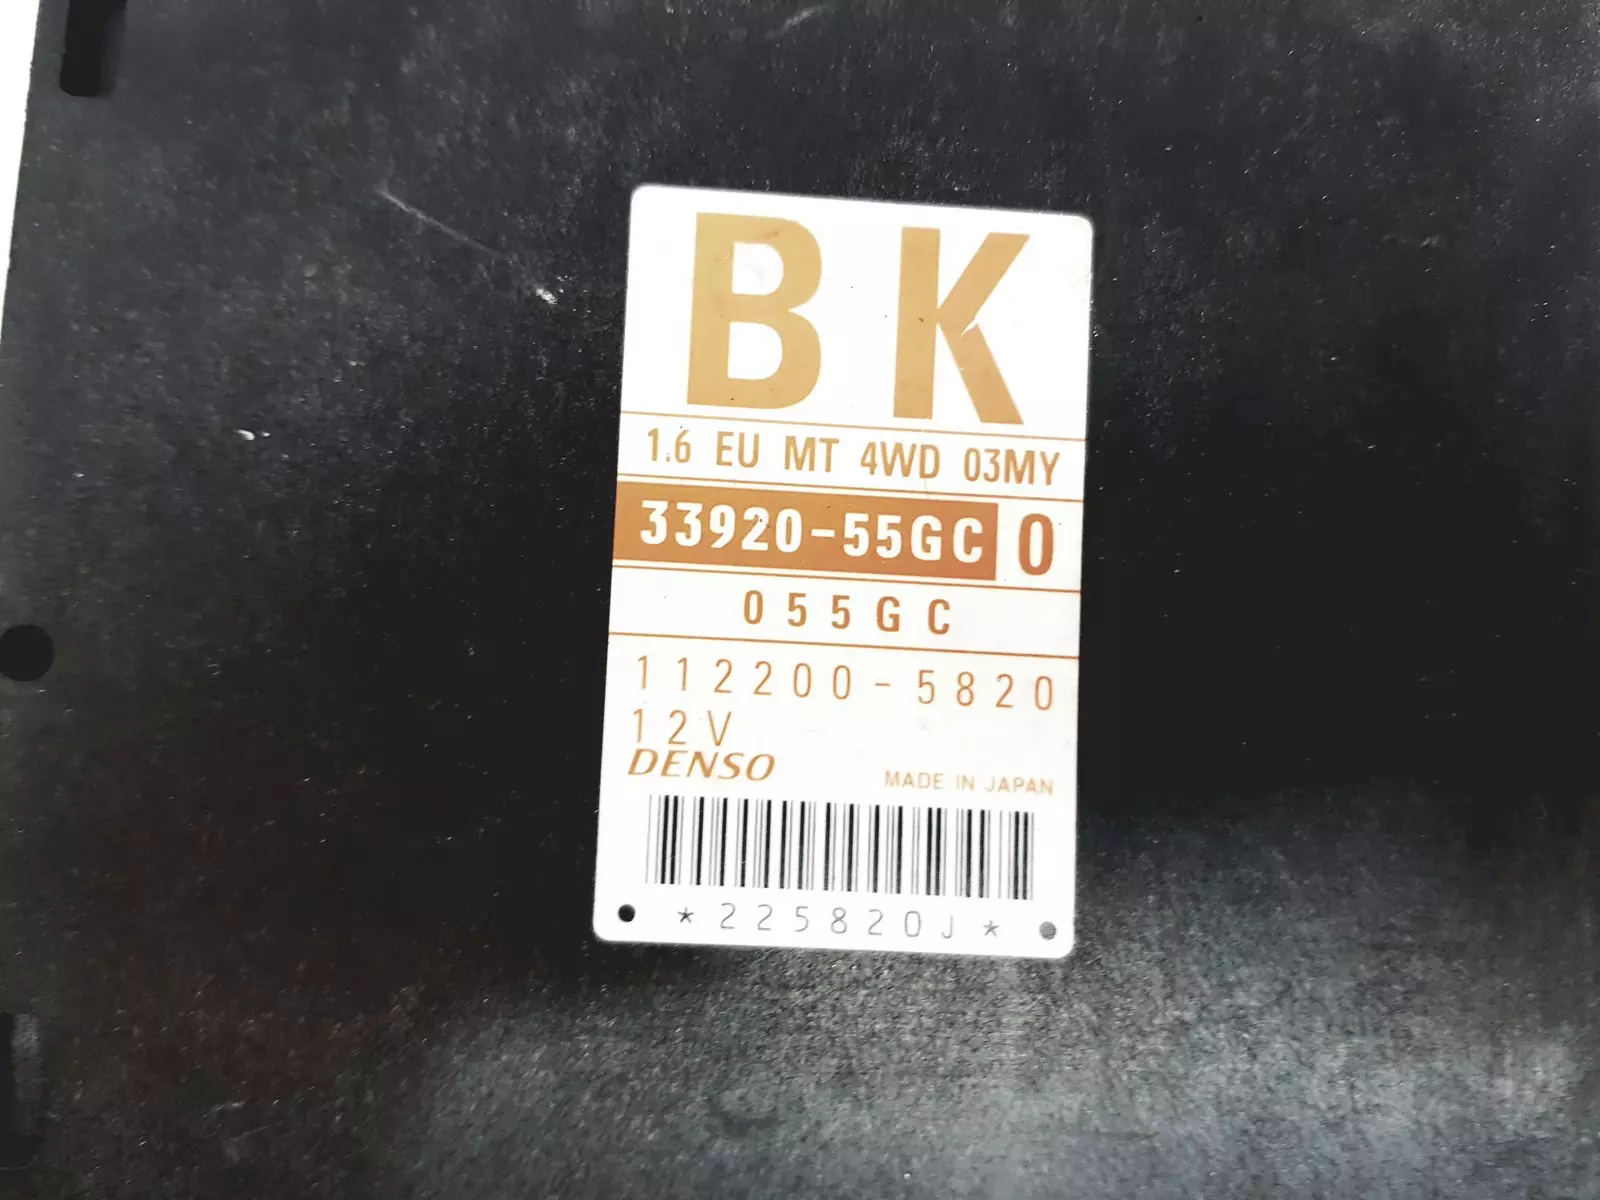 BK
1.6 EU MT 4WD 03MY
33920-55GC 0
055GC
112200-5820
12V
DENSO
MADE IN JAPAN
*225820J*